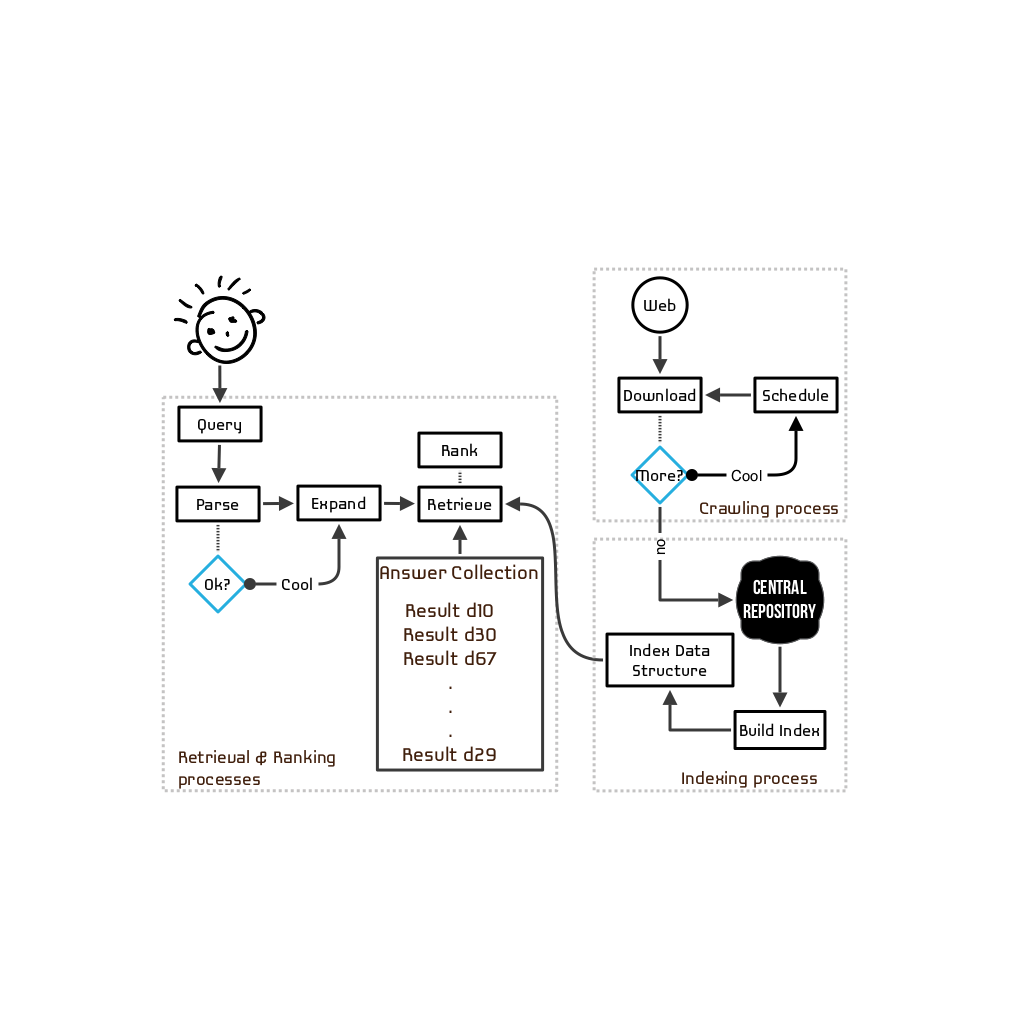 Web
Download
Schedule
More?
Cool
Crawling process
no
Query
Rank
Parse
Expand
Retrieve
Ok?
Cool
Answer Collection
Result d10
Result d30
Result d67
.
.
.
Result d29
Retrieval & Ranking
processes
CENTRAL
REPOSITORY
Index Data
Structure
Build Index
Indexing process